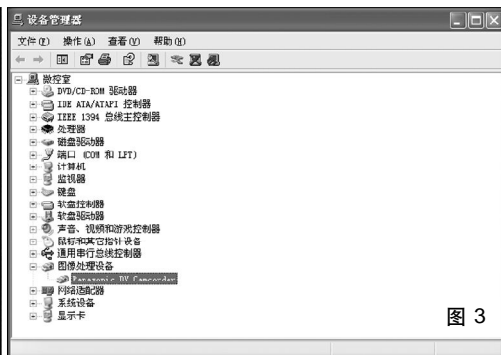 设备管理器
文件(F) 操作(A) 查看(V) 帮助(H)
微控室
DVD/CD-ROM 驱动器
IDE ATA/ATAPI 控制器
IEEE 1394 总线主控制器
处理器
磁盘驱动器
端口 (COM 和 LPT)
计算机
监视器
键盘
软盘控制器
软盘驱动器
声音、视频和游戏控制器
鼠标和其它指针设备
通用串行总线控制器
图像处理设备
Panasonic DV Camcorder
网络适配器
系统设备
显示卡
图 3